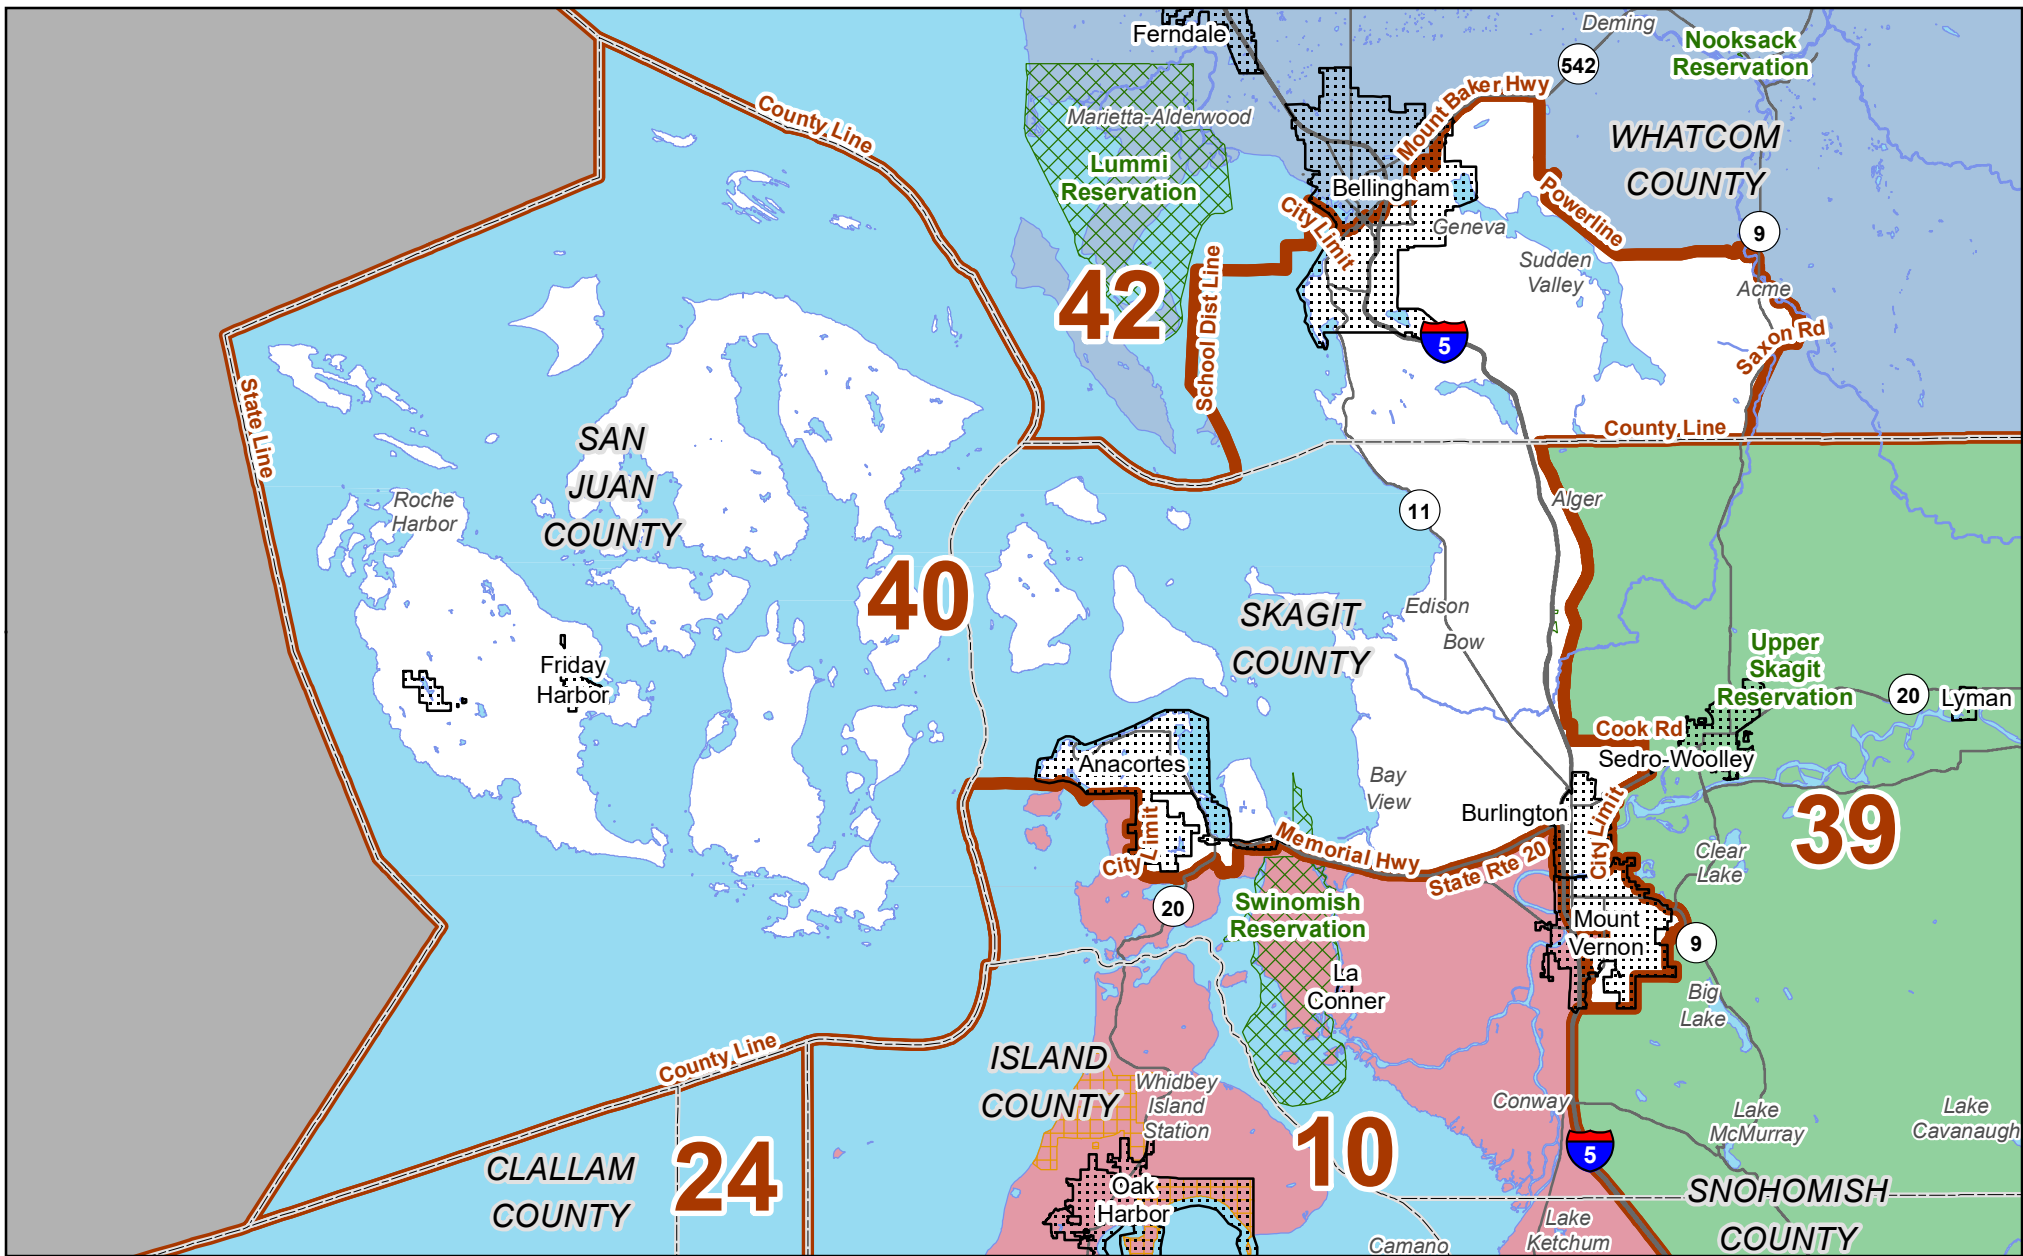 Ferndale
Deming
Nooksack
Reservation
542
Mount Baker Hwy
County Line
Marietta-Alderwood
WHATCOM
COUNTY
Lummi
Reservation
Bellingham
Powerline
City Limit
Geneva
9
Sudden
Valley
42
School Dist Line
Acme
Saxon Rd
5
State Line
County Line
SAN
JUAN
COUNTY
Roche
Harbor
Alger
11
40
Edison
SKAGIT
COUNTY
Bow
Upper
Skagit
Reservation
Friday
Harbor
20
Lyman
Cook Rd
Sedro-Woolley
Anacortes
Bay
View
Burlington
City Limit
39
City Limit
Memorial Hwy
State Rte 20
Clear
Lake
20
Swinomish
Reservation
Mount
Vernon
9
La
Conner
Big
Lake
County Line
ISLAND
COUNTY
Whidbey
Island
Station
Conway
Lake
McMurray
Lake
Cavanaugh
24
10
5
CLALLAM
COUNTY
Oak
Harbor
SNOHOMISH
COUNTY
Lake
Ketchum
Camano